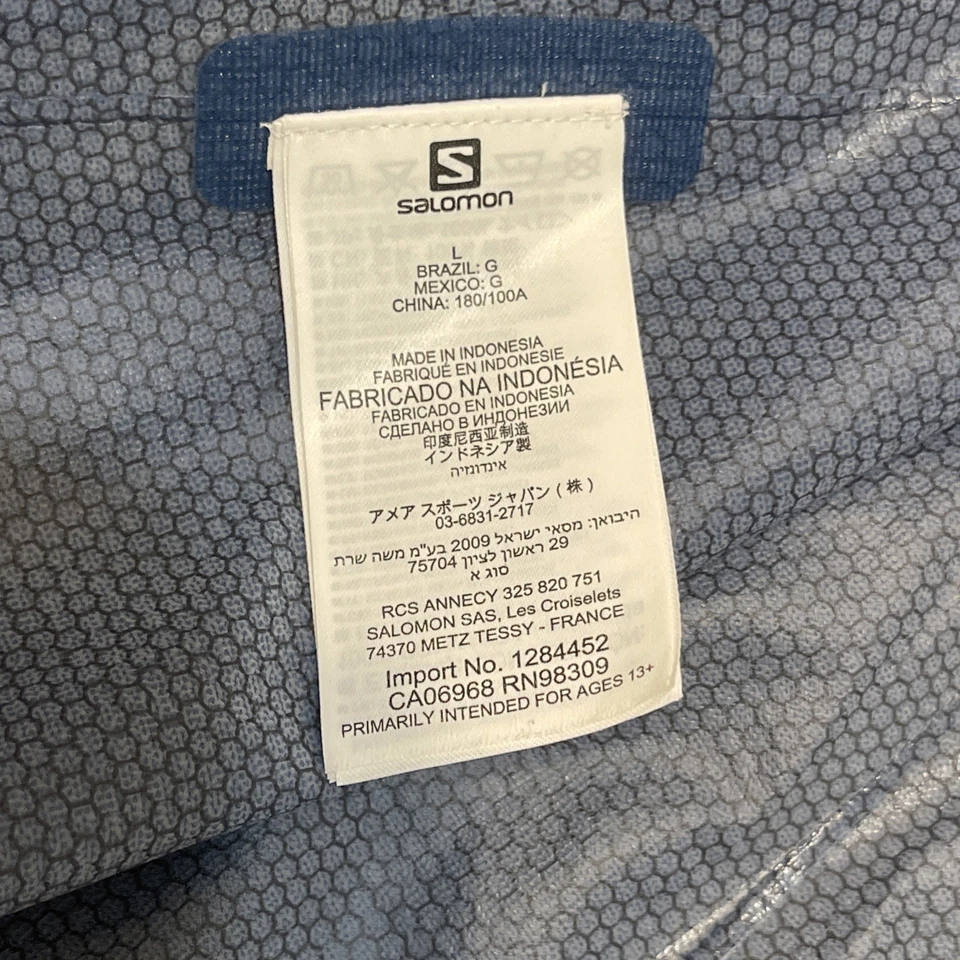 S
salomon
L
BRAZIL: G
MEXICO: G
CHINA: 180/100A
MADE IN INDONESIA
FABRIQUÉ EN INDONESIE
FABRICADO NA INDONÉSIA
FABRICADO EN INDONESIA
СДЕЛАНО В ИНДОНЕЗИИ
印度尼西亚制造
インドネシア製
אינדונזיה
アメア スポーツ ジャパン ( 株 )
03-6831-2717
היבואן: מסאי ישראל 2009 בע"מ משה שרת
29 ראשון לציון 75704
סוג א
RCS ANNECY 325 820 751
SALOMON SAS, Les Croiselets
74370 METZ TESSY - FRANCE
Import No. 1284452
CA06968 RN98309
PRIMARILY INTENDED FOR AGES 13+